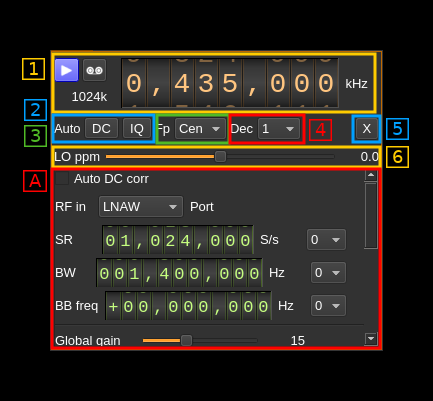 1
0,435,000 kHz
1024k
2 Auto DC IQ Fp Cen Dec 1 4 X 5
3
LO ppm 0.0 6
A Auto DC corr
RF in LNAW Port
SR 01,024,000 S/s 0
BW 001,400,000 Hz 0
BB freq +00,000,000 Hz 0
Global gain 15